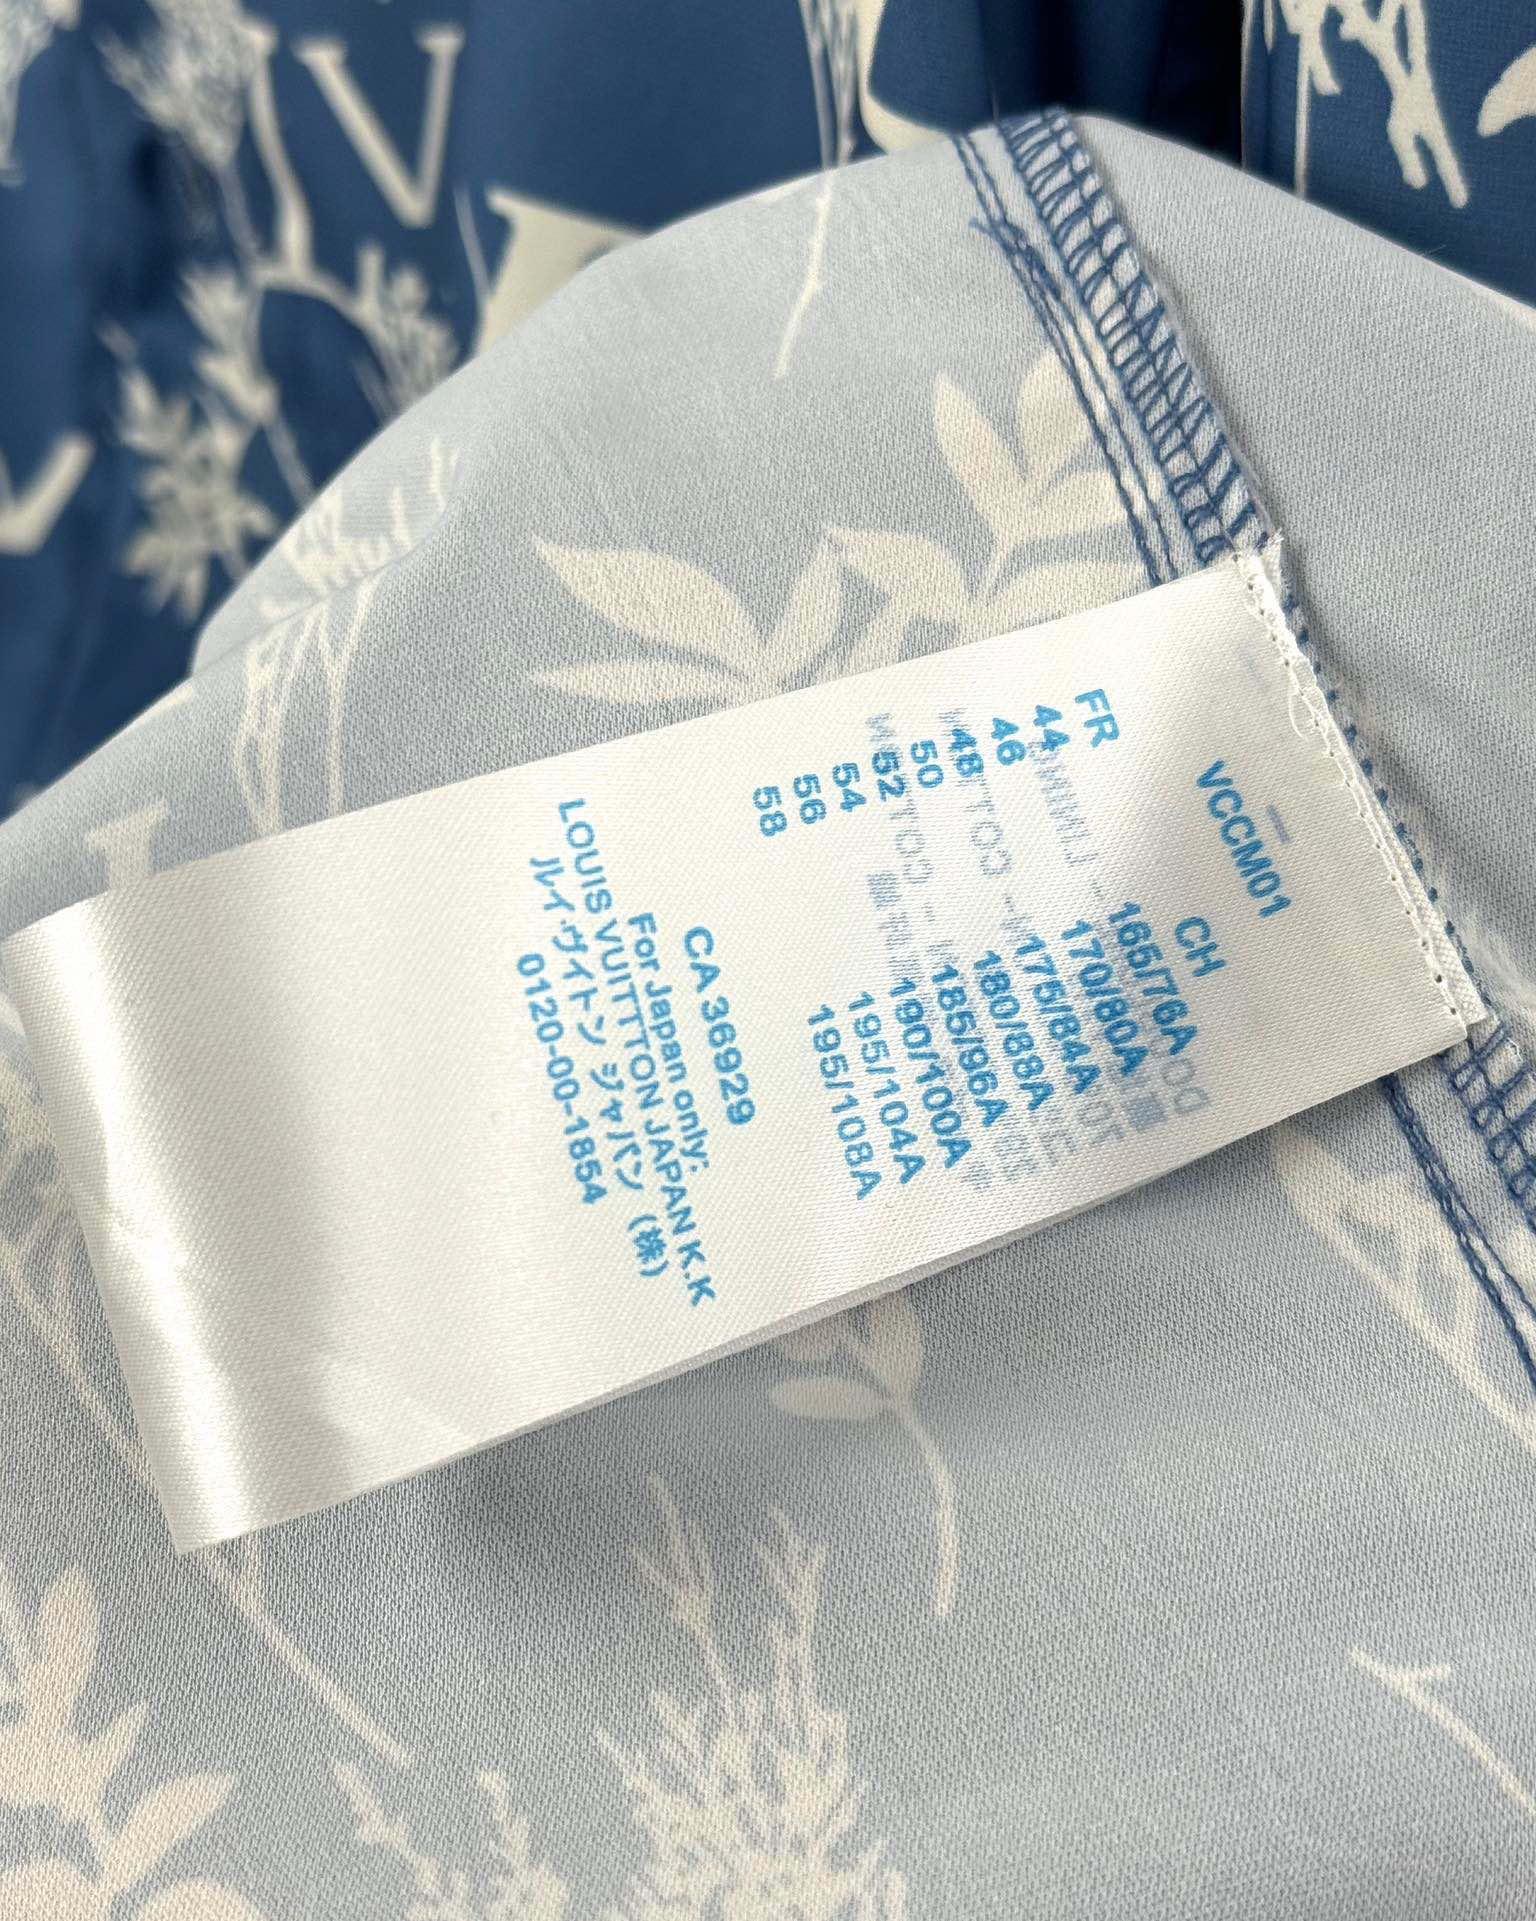 VCCM01
FR CH
44 165/76A
46 170/80A
48 175/84A
50 180/88A
52 185/96A
54 190/100A
56 195/104A
58 195/108A
CA 36929
For Japan only:
LOUIS VUITTON JAPAN K.K
ルイ・ヴイトン ジャパン (株)
0120-00-1854
LV